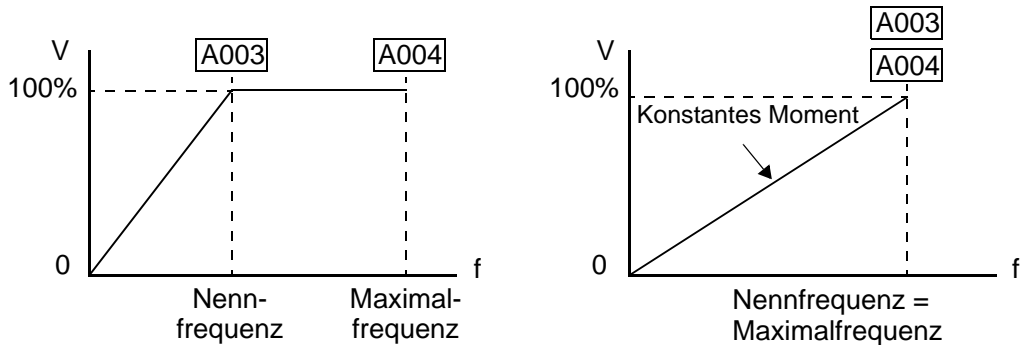 V
A003
A004
100%
0
f
Nenn-
frequenz
Maximal-
frequenz
A003
V
A004
100%
Konstantes Moment
0
f
Nennfrequenz =
Maximalfrequenz